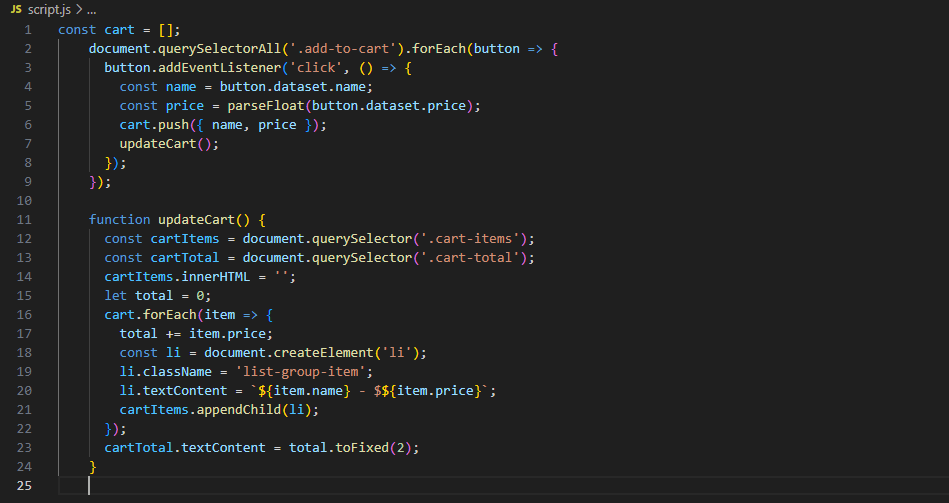 JS script.js > ...
1 const cart = [];
2     document.querySelectorAll('.add-to-cart').forEach(button => {
3       button.addEventListener('click', () => {
4         const name = button.dataset.name;
5         const price = parseFloat(button.dataset.price);
6         cart.push({ name, price });
7         updateCart();
8       });
9     });
10
11     function updateCart() {
12       const cartItems = document.querySelector('.cart-items');
13       const cartTotal = document.querySelector('.cart-total');
14       cartItems.innerHTML = '';
15       let total = 0;
16       cart.forEach(item => {
17         total += item.price;
18         const li = document.createElement('li');
19         li.className = 'list-group-item';
20         li.textContent = `${item.name} - $${item.price}`;
21         cartItems.appendChild(li);
22       });
23       cartTotal.textContent = total.toFixed(2);
24     }
25